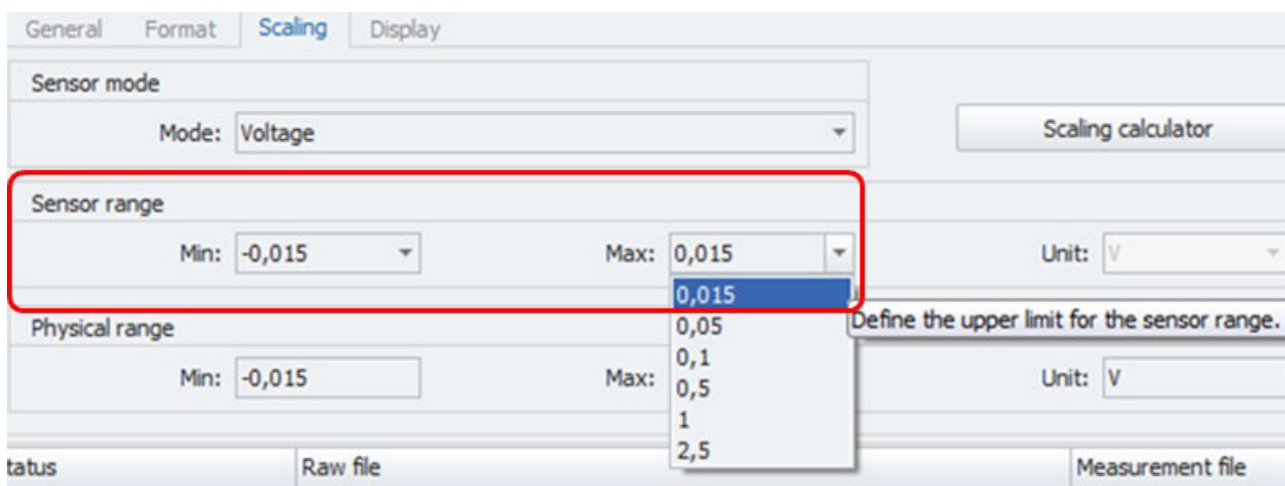 General Format Scaling Display
Sensor mode
Mode: Voltage Scaling calculator
Sensor range
Min: -0,015 Max: 0,015 Unit: V
0,015
Define the upper limit for the sensor range.
Physical range 0,05
0,1
Min: -0,015 Max: 0,5 Unit: V
1
2,5
tatus Raw file Measurement file